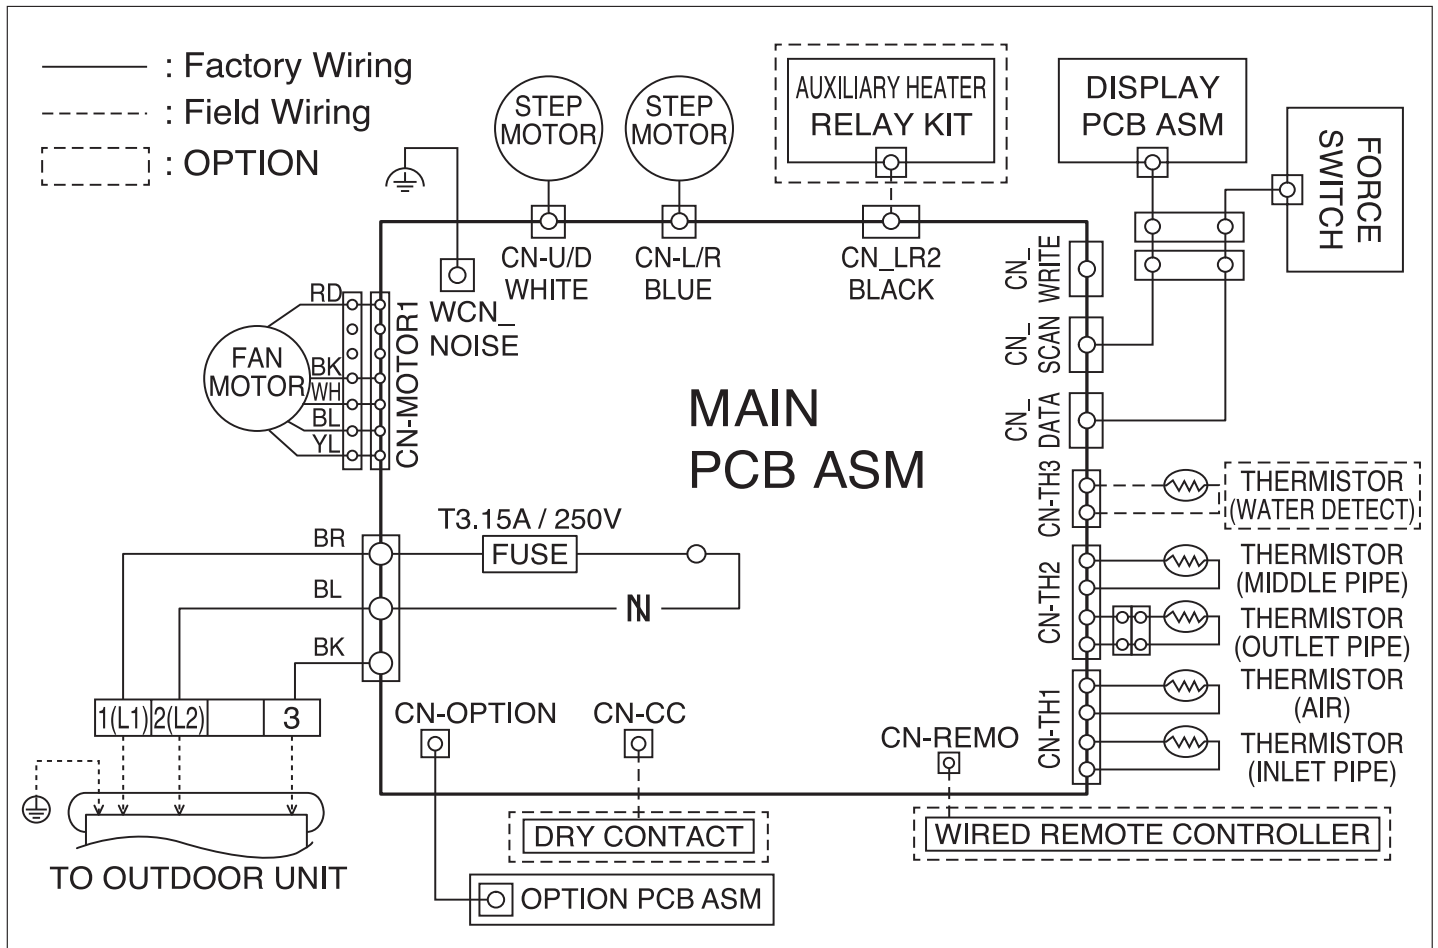 : Factory Wiring
: Field Wiring
: OPTION
STEP
MOTOR
STEP
MOTOR
AUXILIARY HEATER
RELAY KIT
DISPLAY
PCB ASM
FORCE
SWITCH
CN-U/D
WHITE
CN-L/R
BLUE
CN_LR2
BLACK
CN_
WRITE
CN_
SCAN
CN_
DATA
WCN_
NOISE
CN-MOTOR1
RD
BK
WH
BL
YL
FAN
MOTOR
MAIN
PCB ASM
CN-TH3
THERMISTOR
(WATER DETECT)
CN-TH2
THERMISTOR
(MIDDLE PIPE)
THERMISTOR
(OUTLET PIPE)
CN-TH1
THERMISTOR
(AIR)
THERMISTOR
(INLET PIPE)
T3.15A / 250V
FUSE
BR
BL
BK
1(L1)
2(L2)
3
TO OUTDOOR UNIT
CN-OPTION
CN-CC
CN-REMO
DRY CONTACT
WIRED REMOTE CONTROLLER
OPTION PCB ASM